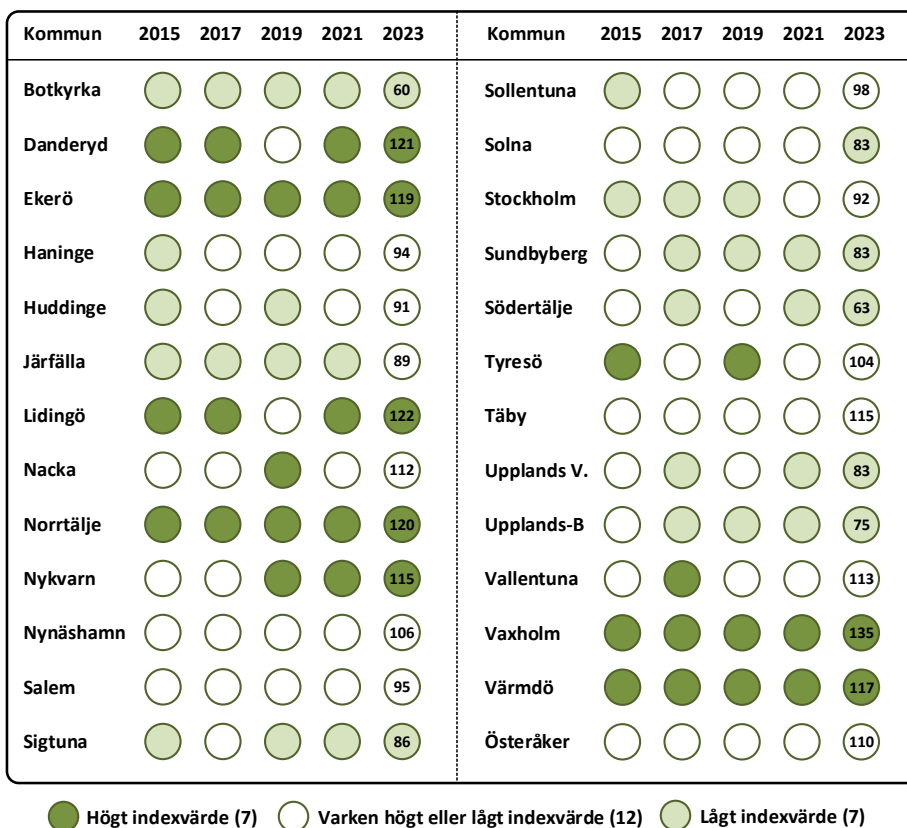 Kommun 2015 2017 2019 2021 2023
Botkyrka 60
Danderyd 121
Ekerö 119
Haninge 94
Huddinge 91
Järfälla 89
Lidingö 122
Nacka 112
Norrtälje 120
Nykvarn 115
Nynäshamn 106
Salem 95
Sigtuna 86
Kommun 2015 2017 2019 2021 2023
Sollentuna 98
Solna 83
Stockholm 92
Sundbyberg 83
Södertälje 63
Tyresö 104
Täby 115
Upplands V. 83
Upplands-B 75
Vallentuna 113
Vaxholm 135
Värmdö 117
Österåker 110
Högt indexvärde (7) Varken högt eller lågt indexvärde (12) Lågt indexvärde (7)